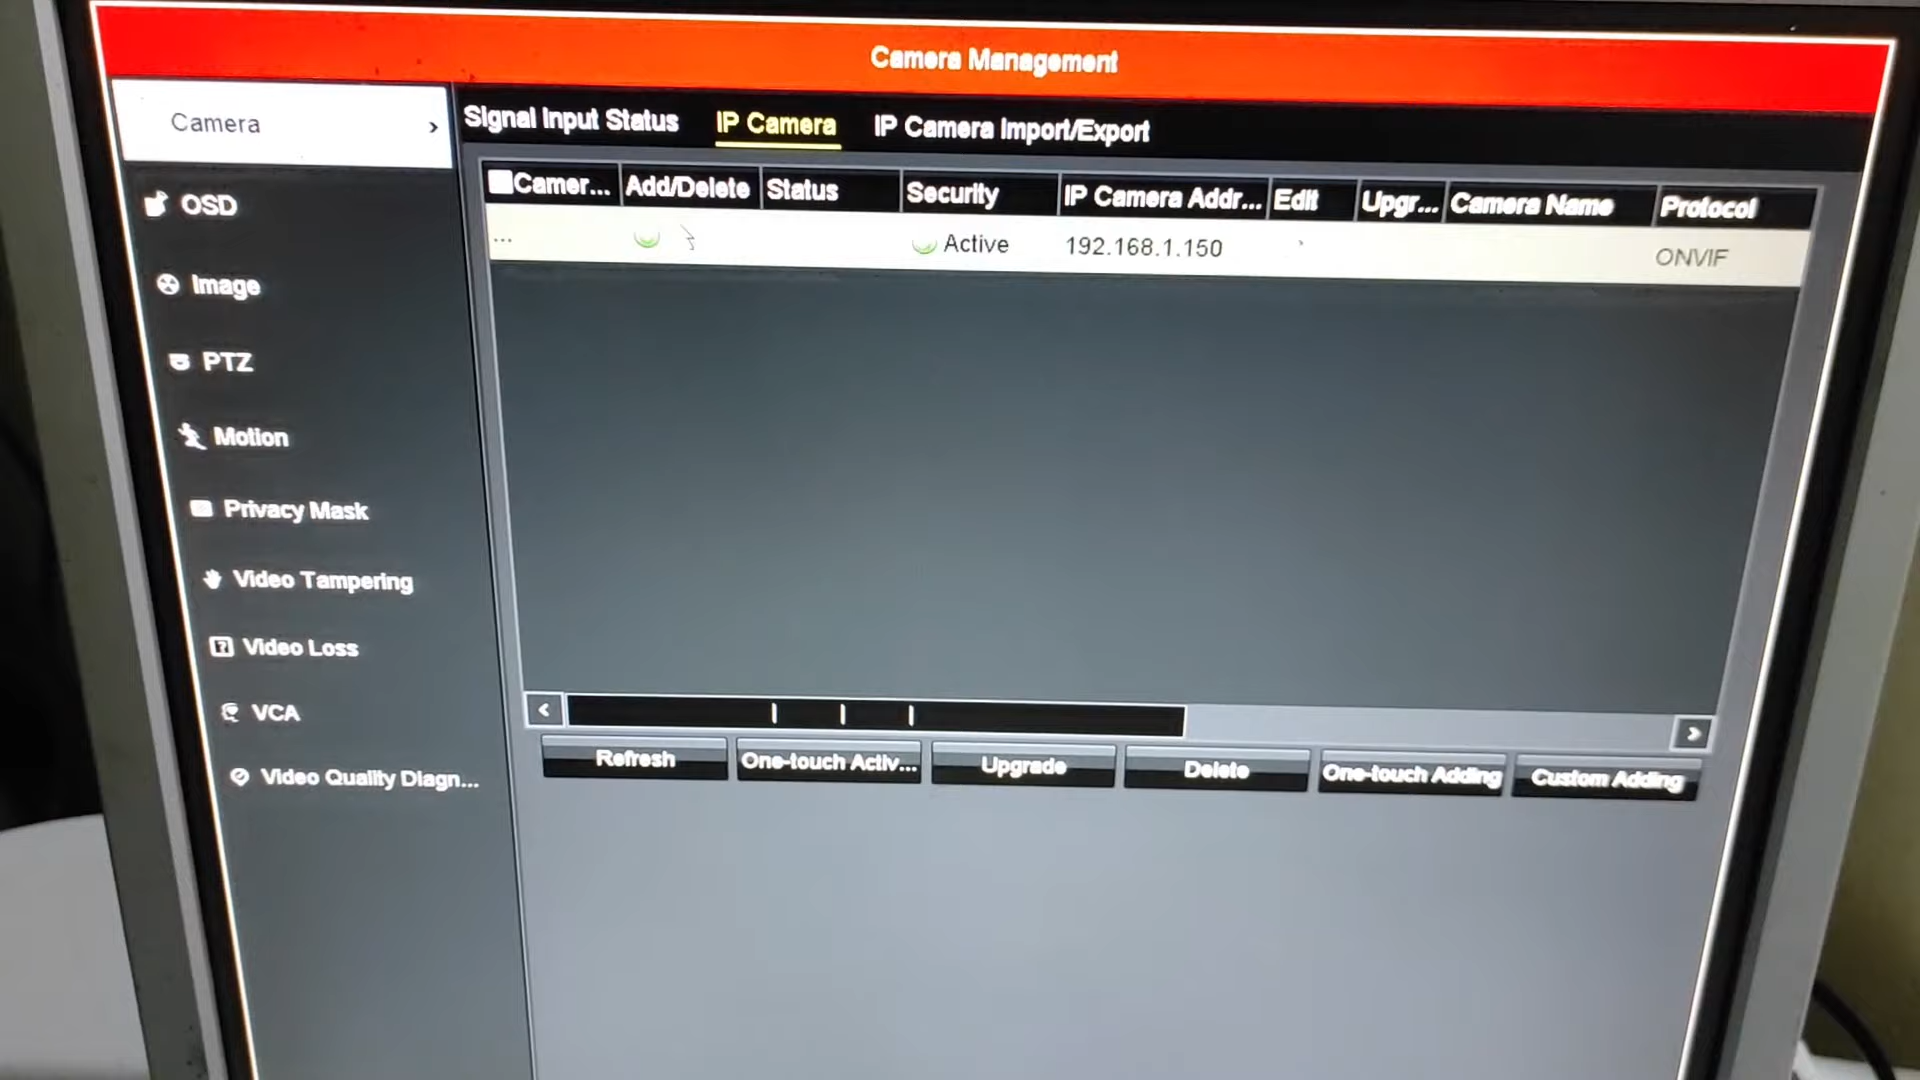 Camera Management
Camera
Signal Input Status IP Camera IP Camera Import/Export
Camer... Add/Delete Status Security IP Camera Addr... Edit Upgr... Camera Name Protocol
... Active 192.168.1.150 ONVIF
OSD
Image
PTZ
Motion
Privacy Mask
Video Tampering
Video Loss
VCA
Video Quality Diagn...
Refresh One-touch Activ... Upgrade Delete One-touch Adding Custom Adding